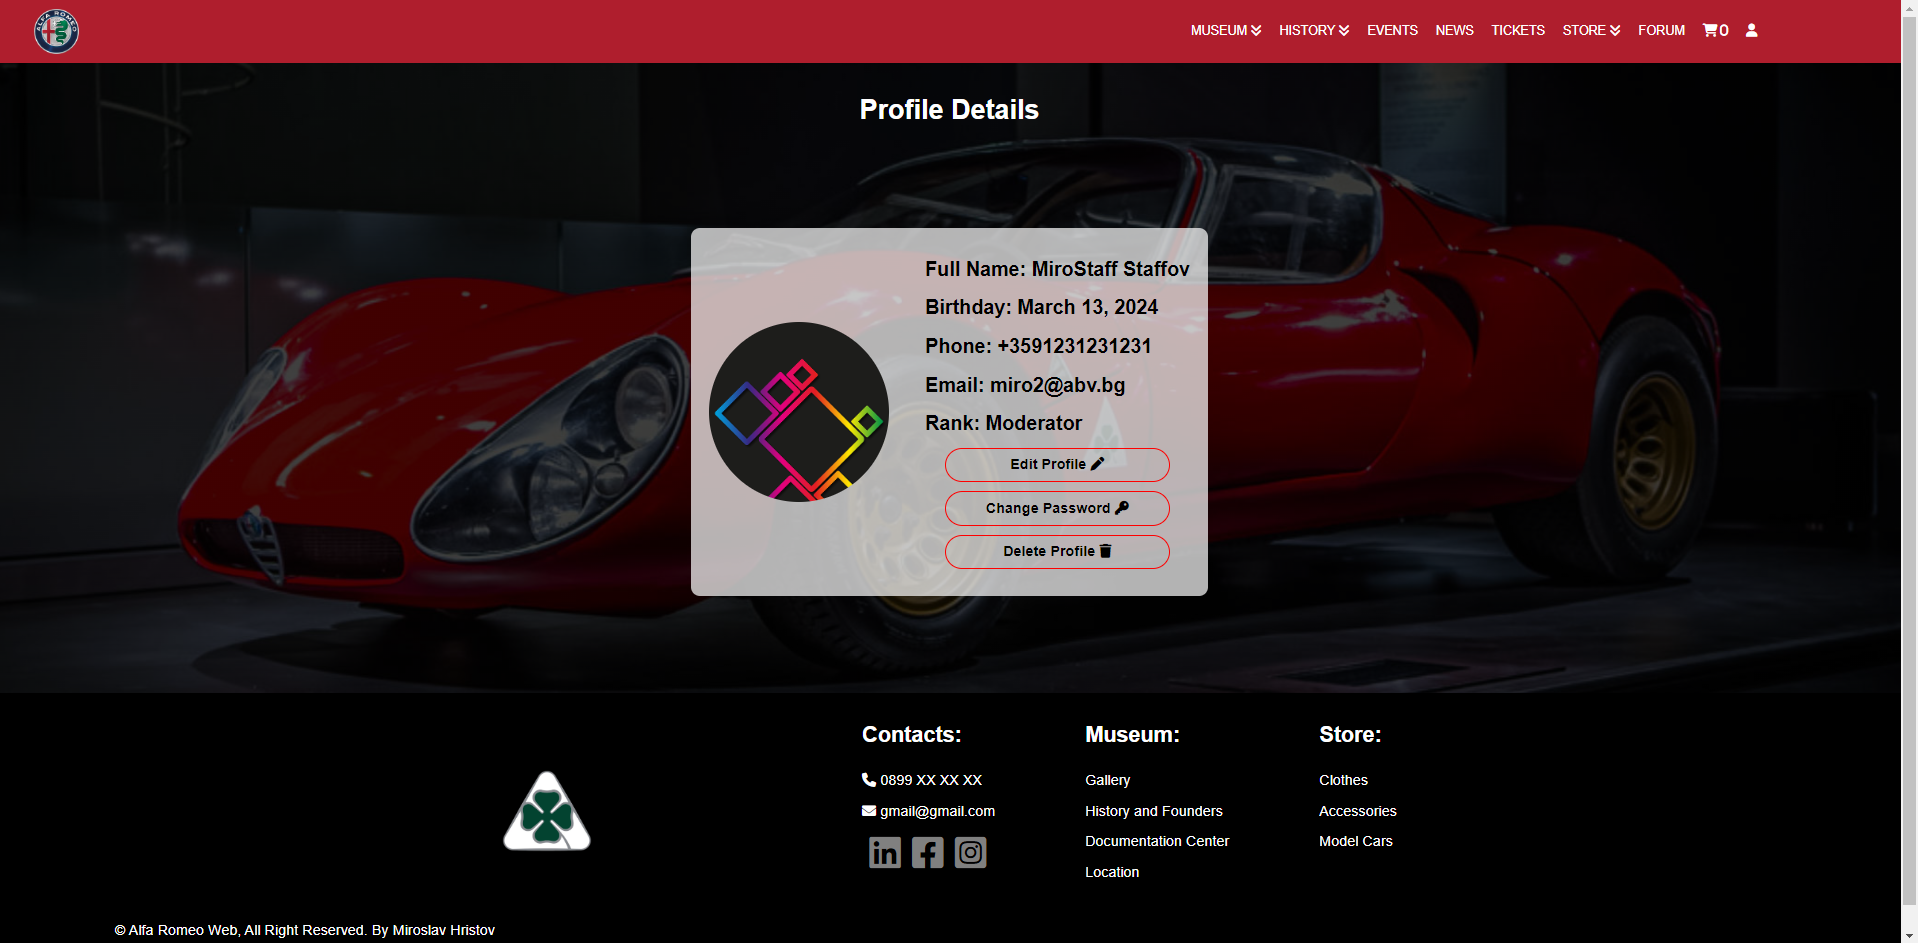 ALFA ROMEO
MUSEUM HISTORY EVENTS NEWS TICKETS STORE FORUM 0
Profile Details
Full Name: MiroStaff Staffov
Birthday: March 13, 2024
Phone: +3591231231231
Email: miro2@abv.bg
Rank: Moderator
Edit Profile
Change Password
Delete Profile
Contacts:
0899 XX XX XX
gmail@gmail.com
in
Museum:
Gallery
History and Founders
Documentation Center
Location
Store:
Clothes
Accessories
Model Cars
© Alfa Romeo Web, All Right Reserved. By Miroslav Hristov